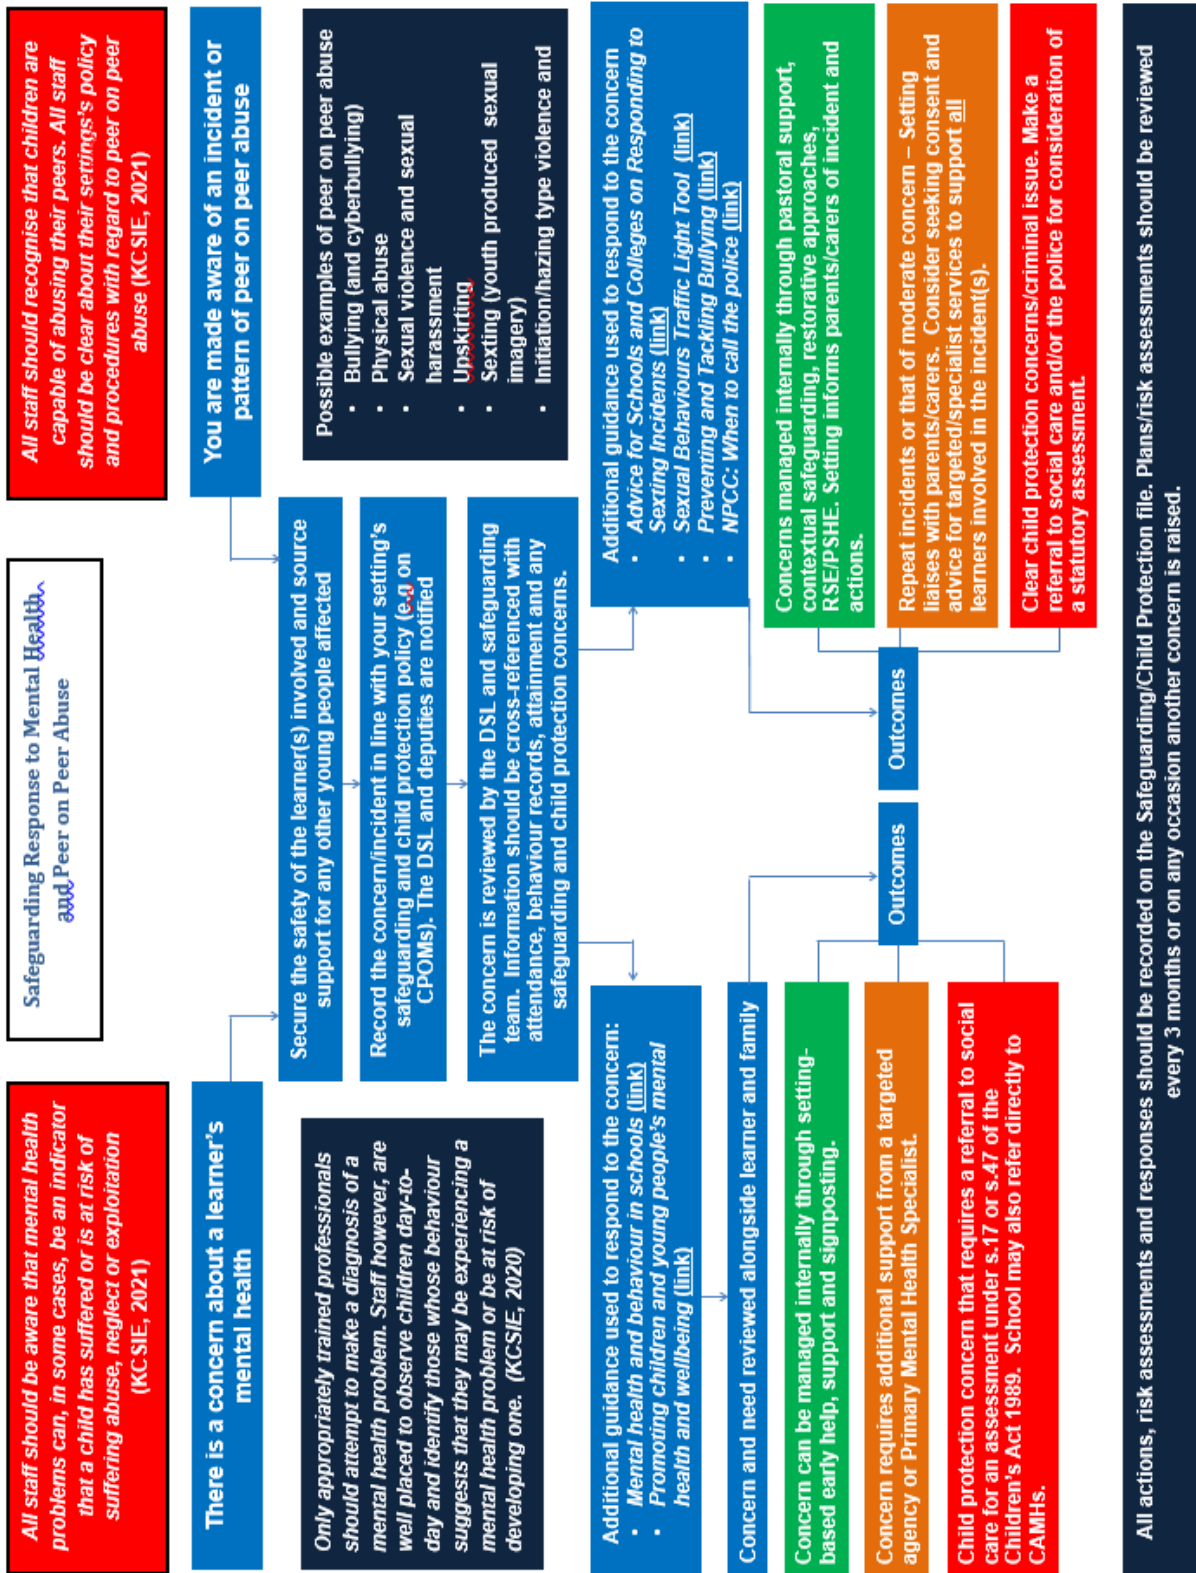 All staff should be aware that mental health
problems can, in some cases, be an indicator
that a child has suffered or is at risk of
suffering abuse, neglect or exploitation
(KCSIE, 2021)
Safeguarding Response to Mental Health
and Peer on Peer Abuse
All staff should recognise that children are
capable of abusing their peers. All staff
should be clear about their settings's policy
and procedures with regard to peer on peer
abuse (KCSIE, 2021)
There is a concern about a learner's
mental health
You are made aware of an incident or
pattern of peer on peer abuse
Secure the safety of the learner(s) involved and source
support for any other young people affected
Record the concern/incident in line with your setting's
safeguarding and child protection policy (e.g on
CPOMs). The DSL and deputies are notified
The concern is reviewed by the DSL and safeguarding
team. Information should be cross-referenced with
attendance, behaviour records, attainment and any
safeguarding and child protection concerns.
Only appropriately trained professionals
should attempt to make a diagnosis of a
mental health problem. Staff however, are
well placed to observe children day-to-
day and identify those whose behaviour
suggests that they may be experiencing a
mental health problem or be at risk of
developing one. (KCSIE, 2020)
Possible examples of peer on peer abuse
• Bullying (and cyberbullying)
• Physical abuse
• Sexual violence and sexual
harassment
• Upskirting
• Sexting (youth produced sexual
imagery)
• Initiation/hazing type violence and
Additional guidance used to respond to the concern:
• Mental health and behaviour in schools (link)
• Promoting children and young people's mental
health and wellbeing (link)
Concern and need reviewed alongside learner and family
Additional guidance used to respond to the concern
• Advice for Schools and Colleges on Responding to
Sexting Incidents (link)
• Sexual Behaviours Traffic Light Tool (link)
• Preventing and Tackling Bullying (link)
• NPCC: When to call the police (link)
Outcomes
Outcomes
Concern can be managed internally through setting-
based early help, support and signposting.
Concern requires additional support from a targeted
agency or Primary Mental Health Specialist.
Child protection concern that requires a referral to social
care for an assessment under s.17 or s.47 of the
Children's Act 1989. School may also refer directly to
CAMHs.
Concerns managed internally through pastoral support,
contextual safeguarding, restorative approaches,
RSE/PSHE. Setting informs parents/carers of incident and
actions.
Repeat incidents or that of moderate concern – Setting
liaises with parents/carers. Consider seeking consent and
advice for targeted/specialist services to support all
learners involved in the incident(s).
Clear child protection concerns/criminal issue. Make a
referral to social care and/or the police for consideration of
a statutory assessment.
All actions, risk assessments and responses should be recorded on the Safeguarding/Child Protection file. Plans/risk assessments should be reviewed
every 3 months or on any occasion another concern is raised.